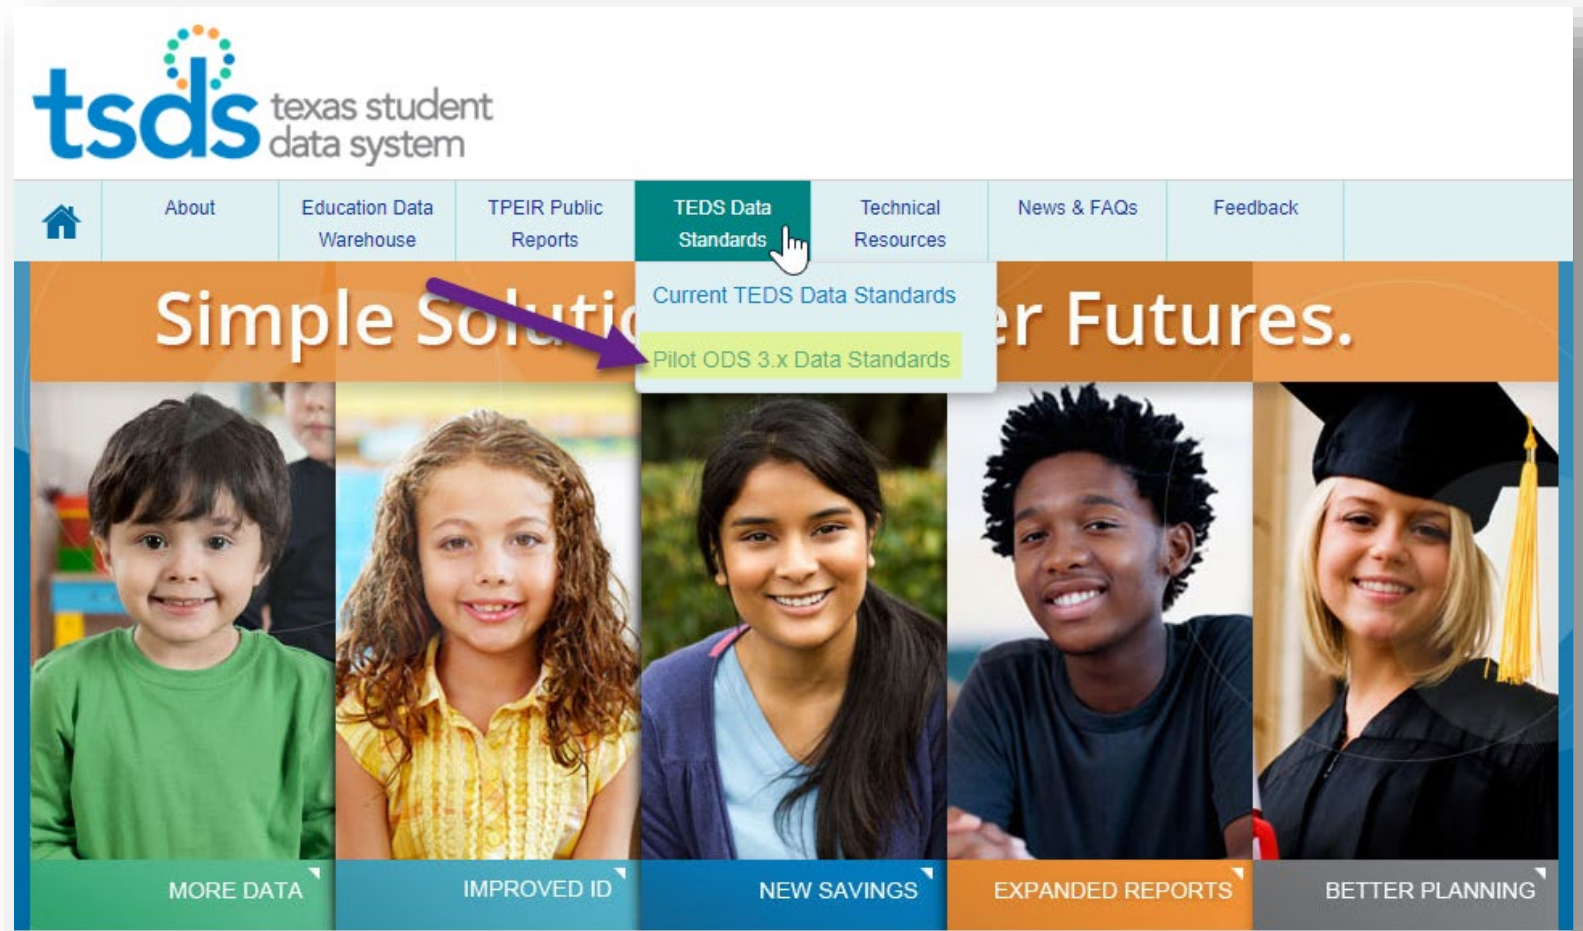 tsds texas student
data system
About
Education Data
Warehouse
TPEIR Public
Reports
TEDS Data
Standards
Technical
Resources
News & FAQs
Feedback
Current TEDS Data Standards
Pilot ODS 3.x Data Standards
Simple Soluti er Futures.
MORE DATA
IMPROVED ID
NEW SAVINGS
EXPANDED REPORTS
BETTER PLANNING